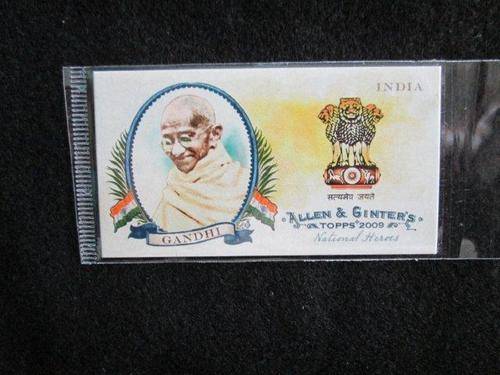 INDIA
सत्यमेव जयते
ALLEN & GINTER'S
TOPPS 2009
National Heroes
GANDHI